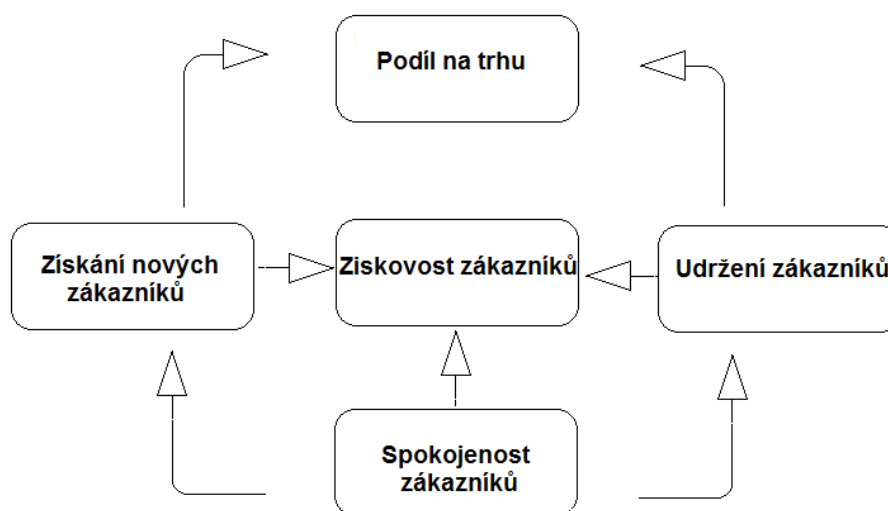 Podíl na trhu
Získání nových
zákazníků
Ziskovost zákazníků
Udržení zákazníků
Spokojenost
zákazníků